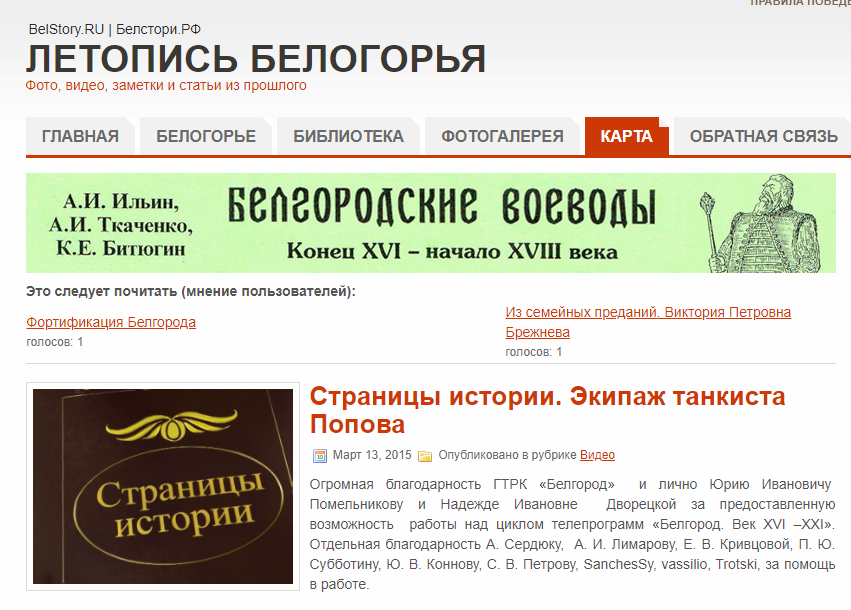 ПРАВИЛА ПОБЕДЕ
BelStory.RU | Белстори.РФ
ЛЕТОПИСЬ БЕЛОГОРЬЯ
Фото, видео, заметки и статьи из прошлого
ГЛАВНАЯ БЕЛОГОРЬЕ БИБЛИОТЕКА ФОТОГАЛЕРЕЯ КАРТА ОБРАТНАЯ СВЯЗЬ
А.И. Ильин,
А.И. Ткаченко,
К.Е. Битюгин
БЕЛГОРОДСКИЕ ВОЕВОДЫ
Конец XVI – начало XVIII века
Это следует почитать (мнение пользователей):
Фортификация Белгорода
голосов: 1
Из семейных преданий. Виктория Петровна
Брежнева
голосов: 1
Страницы
истории
Страницы истории. Экипаж танкиста
Попова
Март 13, 2015 Опубликовано в рубрике Видео
Огромная благодарность ГТРК «Белгород» и лично Юрию Ивановичу
Помельникову и Надежде Ивановне Дворецкой за предоставленную
возможность работы над циклом телепрограмм «Белгород. Век XVI –XXI».
Отдельная благодарность А. Сердюку, А. И. Лимарову, Е. В. Кривцовой, П. Ю.
Субботину, Ю. В. Коннову, С. В. Петрову, SanchesSy, vassilio, Trotski, за помощь
в работе.